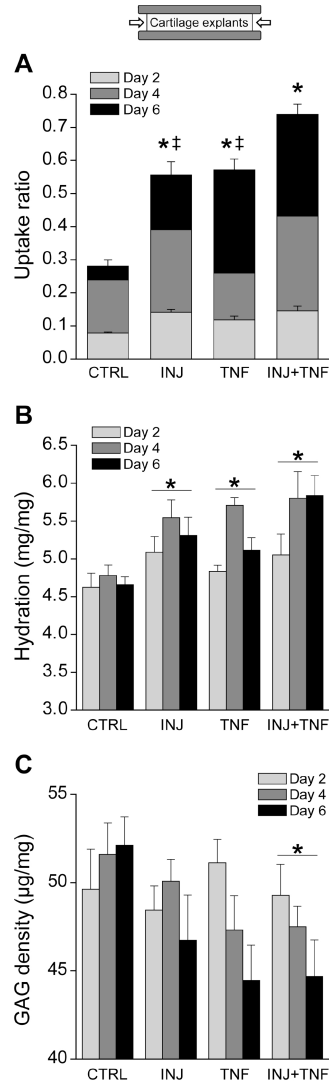 Cartilage explants
A
Day 2
Day 4
Day 6
* *‡ *‡ *
Uptake ratio
0.8
0.7
0.6
0.5
0.4
0.3
0.2
0.1
0.0
CTRL INJ TNF INJ+TNF
B
Day 2
Day 4
Day 6
* * *
Hydration (mg/mg)
6.5
6.0
5.5
5.0
4.5
4.0
3.5
3.0
CTRL INJ TNF INJ+TNF
C
Day 2
Day 4
Day 6
*
GAG density (µg/mg)
55
50
45
40
CTRL INJ TNF INJ+TNF